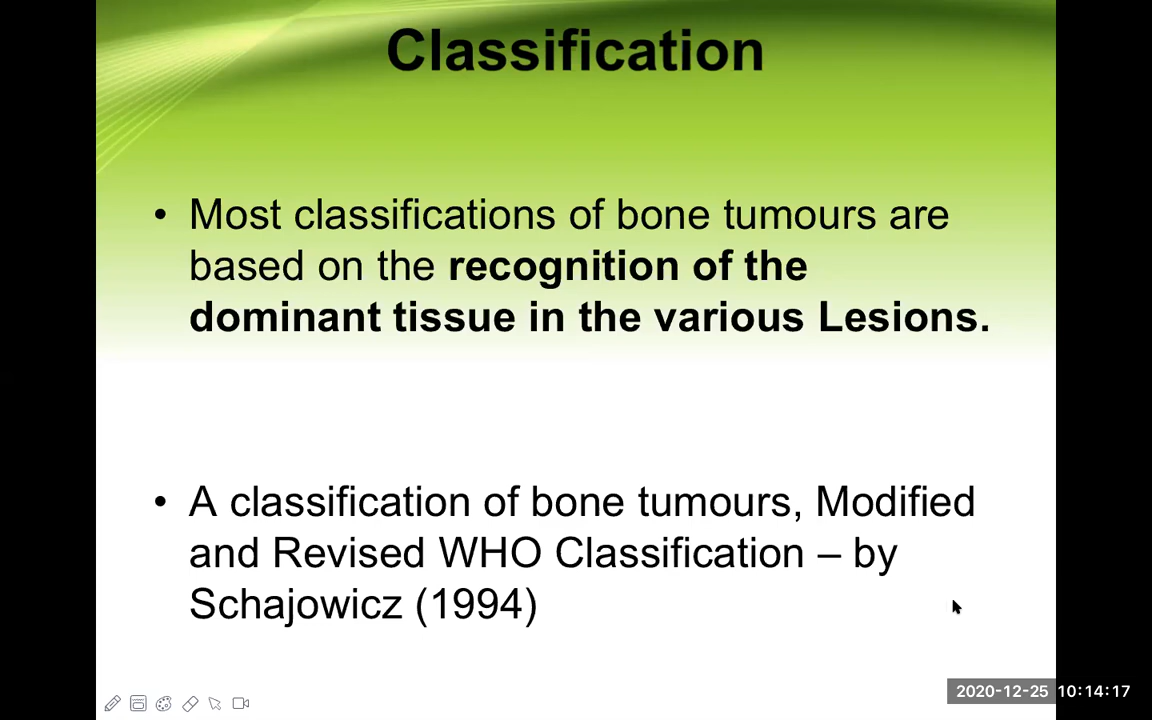 Classification
• Most classifications of bone tumours are
based on the recognition of the
dominant tissue in the various Lesions.
• A classification of bone tumours, Modified
and Revised WHO Classification – by
Schajowicz (1994)
2020-12-25 10:14:17